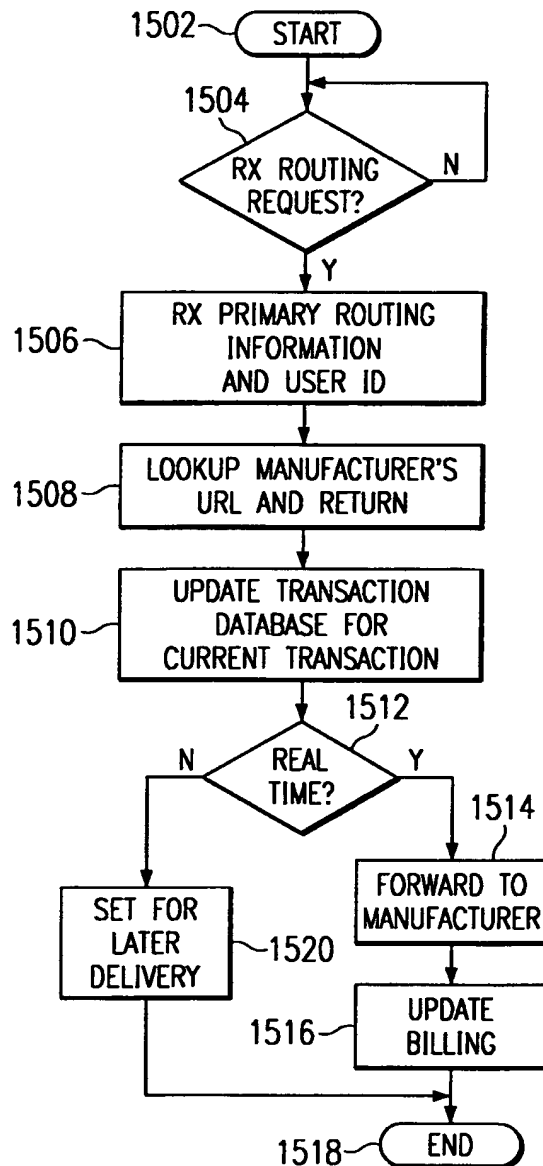 1502
START
1504
RX ROUTING
REQUEST?
N
Y
1506
RX PRIMARY ROUTING
INFORMATION
AND USER ID
1508
LOOKUP MANUFACTURER'S
URL AND RETURN
1510
UPDATE TRANSACTION
DATABASE FOR
CURRENT TRANSACTION
1512
N
REAL
TIME?
Y
1514
FORWARD TO
MANUFACTURER
SET FOR
LATER
DELIVERY
1520
1516
UPDATE
BILLING
1518
END